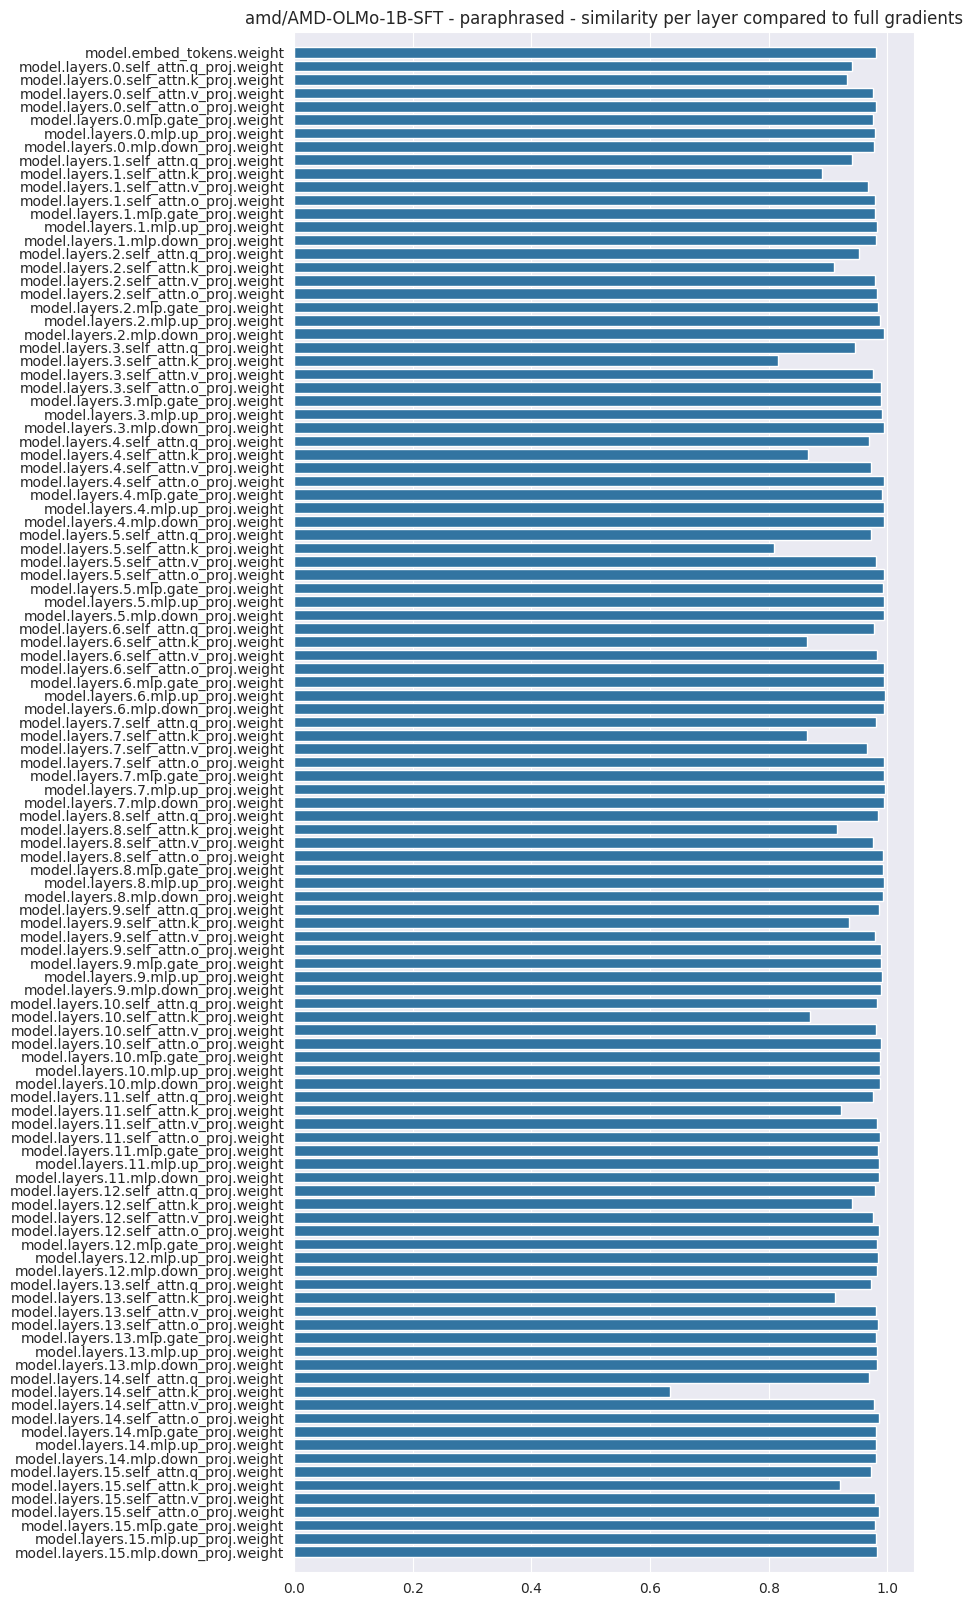 amd/AMD-OLMo-1B-SFT - paraphrased - similarity per layer compared to full gradients
model.embed_tokens.weight
model.layers.0.self_attn.q_proj.weight
model.layers.0.self_attn.k_proj.weight
model.layers.0.self_attn.v_proj.weight
model.layers.0.self_attn.o_proj.weight
model.layers.0.mlp.gate_proj.weight
model.layers.0.mlp.up_proj.weight
model.layers.0.mlp.down_proj.weight
model.layers.1.self_attn.q_proj.weight
model.layers.1.self_attn.k_proj.weight
model.layers.1.self_attn.v_proj.weight
model.layers.1.self_attn.o_proj.weight
model.layers.1.mlp.gate_proj.weight
model.layers.1.mlp.up_proj.weight
model.layers.1.mlp.down_proj.weight
model.layers.2.self_attn.q_proj.weight
model.layers.2.self_attn.k_proj.weight
model.layers.2.self_attn.v_proj.weight
model.layers.2.self_attn.o_proj.weight
model.layers.2.mlp.gate_proj.weight
model.layers.2.mlp.up_proj.weight
model.layers.2.mlp.down_proj.weight
model.layers.3.self_attn.q_proj.weight
model.layers.3.self_attn.k_proj.weight
model.layers.3.self_attn.v_proj.weight
model.layers.3.self_attn.o_proj.weight
model.layers.3.mlp.gate_proj.weight
model.layers.3.mlp.up_proj.weight
model.layers.3.mlp.down_proj.weight
model.layers.4.self_attn.q_proj.weight
model.layers.4.self_attn.k_proj.weight
model.layers.4.self_attn.v_proj.weight
model.layers.4.self_attn.o_proj.weight
model.layers.4.mlp.gate_proj.weight
model.layers.4.mlp.up_proj.weight
model.layers.4.mlp.down_proj.weight
model.layers.5.self_attn.q_proj.weight
model.layers.5.self_attn.k_proj.weight
model.layers.5.self_attn.v_proj.weight
model.layers.5.self_attn.o_proj.weight
model.layers.5.mlp.gate_proj.weight
model.layers.5.mlp.up_proj.weight
model.layers.5.mlp.down_proj.weight
model.layers.6.self_attn.q_proj.weight
model.layers.6.self_attn.k_proj.weight
model.layers.6.self_attn.v_proj.weight
model.layers.6.self_attn.o_proj.weight
model.layers.6.mlp.gate_proj.weight
model.layers.6.mlp.up_proj.weight
model.layers.6.mlp.down_proj.weight
model.layers.7.self_attn.q_proj.weight
model.layers.7.self_attn.k_proj.weight
model.layers.7.self_attn.v_proj.weight
model.layers.7.self_attn.o_proj.weight
model.layers.7.mlp.gate_proj.weight
model.layers.7.mlp.up_proj.weight
model.layers.7.mlp.down_proj.weight
model.layers.8.self_attn.q_proj.weight
model.layers.8.self_attn.k_proj.weight
model.layers.8.self_attn.v_proj.weight
model.layers.8.self_attn.o_proj.weight
model.layers.8.mlp.gate_proj.weight
model.layers.8.mlp.up_proj.weight
model.layers.8.mlp.down_proj.weight
model.layers.9.self_attn.q_proj.weight
model.layers.9.self_attn.k_proj.weight
model.layers.9.self_attn.v_proj.weight
model.layers.9.self_attn.o_proj.weight
model.layers.9.mlp.gate_proj.weight
model.layers.9.mlp.up_proj.weight
model.layers.9.mlp.down_proj.weight
model.layers.10.self_attn.q_proj.weight
model.layers.10.self_attn.k_proj.weight
model.layers.10.self_attn.v_proj.weight
model.layers.10.self_attn.o_proj.weight
model.layers.10.mlp.gate_proj.weight
model.layers.10.mlp.up_proj.weight
model.layers.10.mlp.down_proj.weight
model.layers.11.self_attn.q_proj.weight
model.layers.11.self_attn.k_proj.weight
model.layers.11.self_attn.v_proj.weight
model.layers.11.self_attn.o_proj.weight
model.layers.11.mlp.gate_proj.weight
model.layers.11.mlp.up_proj.weight
model.layers.11.mlp.down_proj.weight
model.layers.12.self_attn.q_proj.weight
model.layers.12.self_attn.k_proj.weight
model.layers.12.self_attn.v_proj.weight
model.layers.12.self_attn.o_proj.weight
model.layers.12.mlp.gate_proj.weight
model.layers.12.mlp.up_proj.weight
model.layers.12.mlp.down_proj.weight
model.layers.13.self_attn.q_proj.weight
model.layers.13.self_attn.k_proj.weight
model.layers.13.self_attn.v_proj.weight
model.layers.13.self_attn.o_proj.weight
model.layers.13.mlp.gate_proj.weight
model.layers.13.mlp.up_proj.weight
model.layers.13.mlp.down_proj.weight
model.layers.14.self_attn.q_proj.weight
model.layers.14.self_attn.k_proj.weight
model.layers.14.self_attn.v_proj.weight
model.layers.14.self_attn.o_proj.weight
model.layers.14.mlp.gate_proj.weight
model.layers.14.mlp.up_proj.weight
model.layers.14.mlp.down_proj.weight
model.layers.15.self_attn.q_proj.weight
model.layers.15.self_attn.k_proj.weight
model.layers.15.self_attn.v_proj.weight
model.layers.15.self_attn.o_proj.weight
model.layers.15.mlp.gate_proj.weight
model.layers.15.mlp.up_proj.weight
model.layers.15.mlp.down_proj.weight
0.0 0.2 0.4 0.6 0.8 1.0